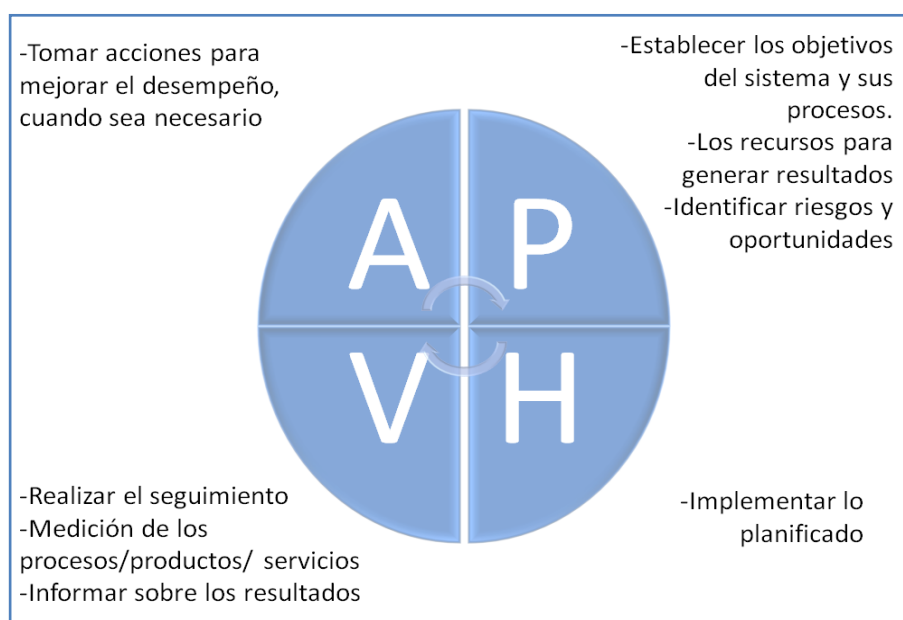 -Tomar acciones para
mejorar el desempeño,
cuando sea necesario
-Establecer los objetivos
del sistema y sus
procesos.
-Los recursos para
generar resultados
-Identificar riesgos y
oportunidades
A
P
V
H
-Realizar el seguimiento
-Medición de los
procesos/productos/ servicios
-Informar sobre los resultados
-Implementar lo
planificado